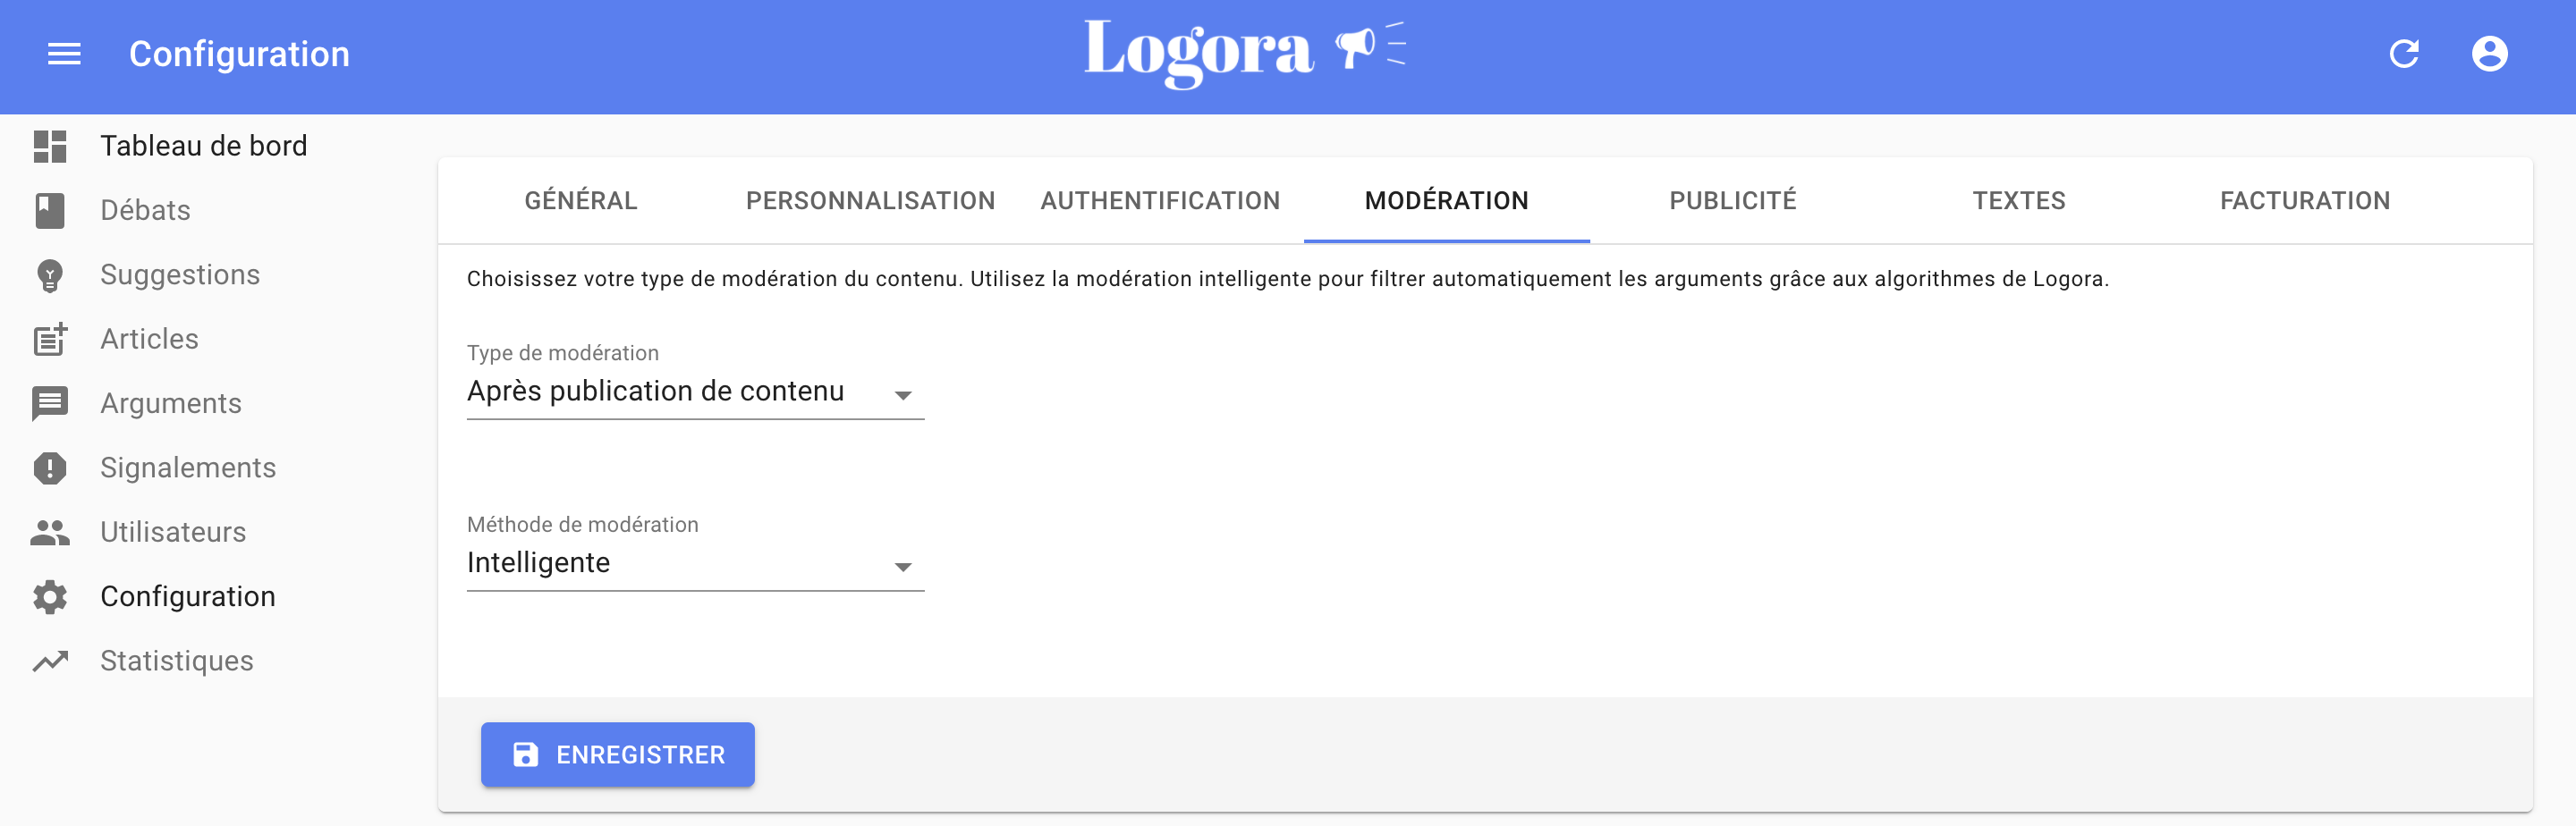 Configuration
Logora
Tableau de bord
Débats
Suggestions
Articles
Arguments
Signalements
Utilisateurs
Configuration
Statistiques
GÉNÉRAL PERSONNALISATION AUTHENTIFICATION MODÉRATION PUBLICITÉ TEXTES FACTURATION
Choisissez votre type de modération du contenu. Utilisez la modération intelligente pour filtrer automatiquement les arguments grâce aux algorithmes de Logora.
Type de modération
Après publication de contenu
Méthode de modération
Intelligente
ENREGISTRER